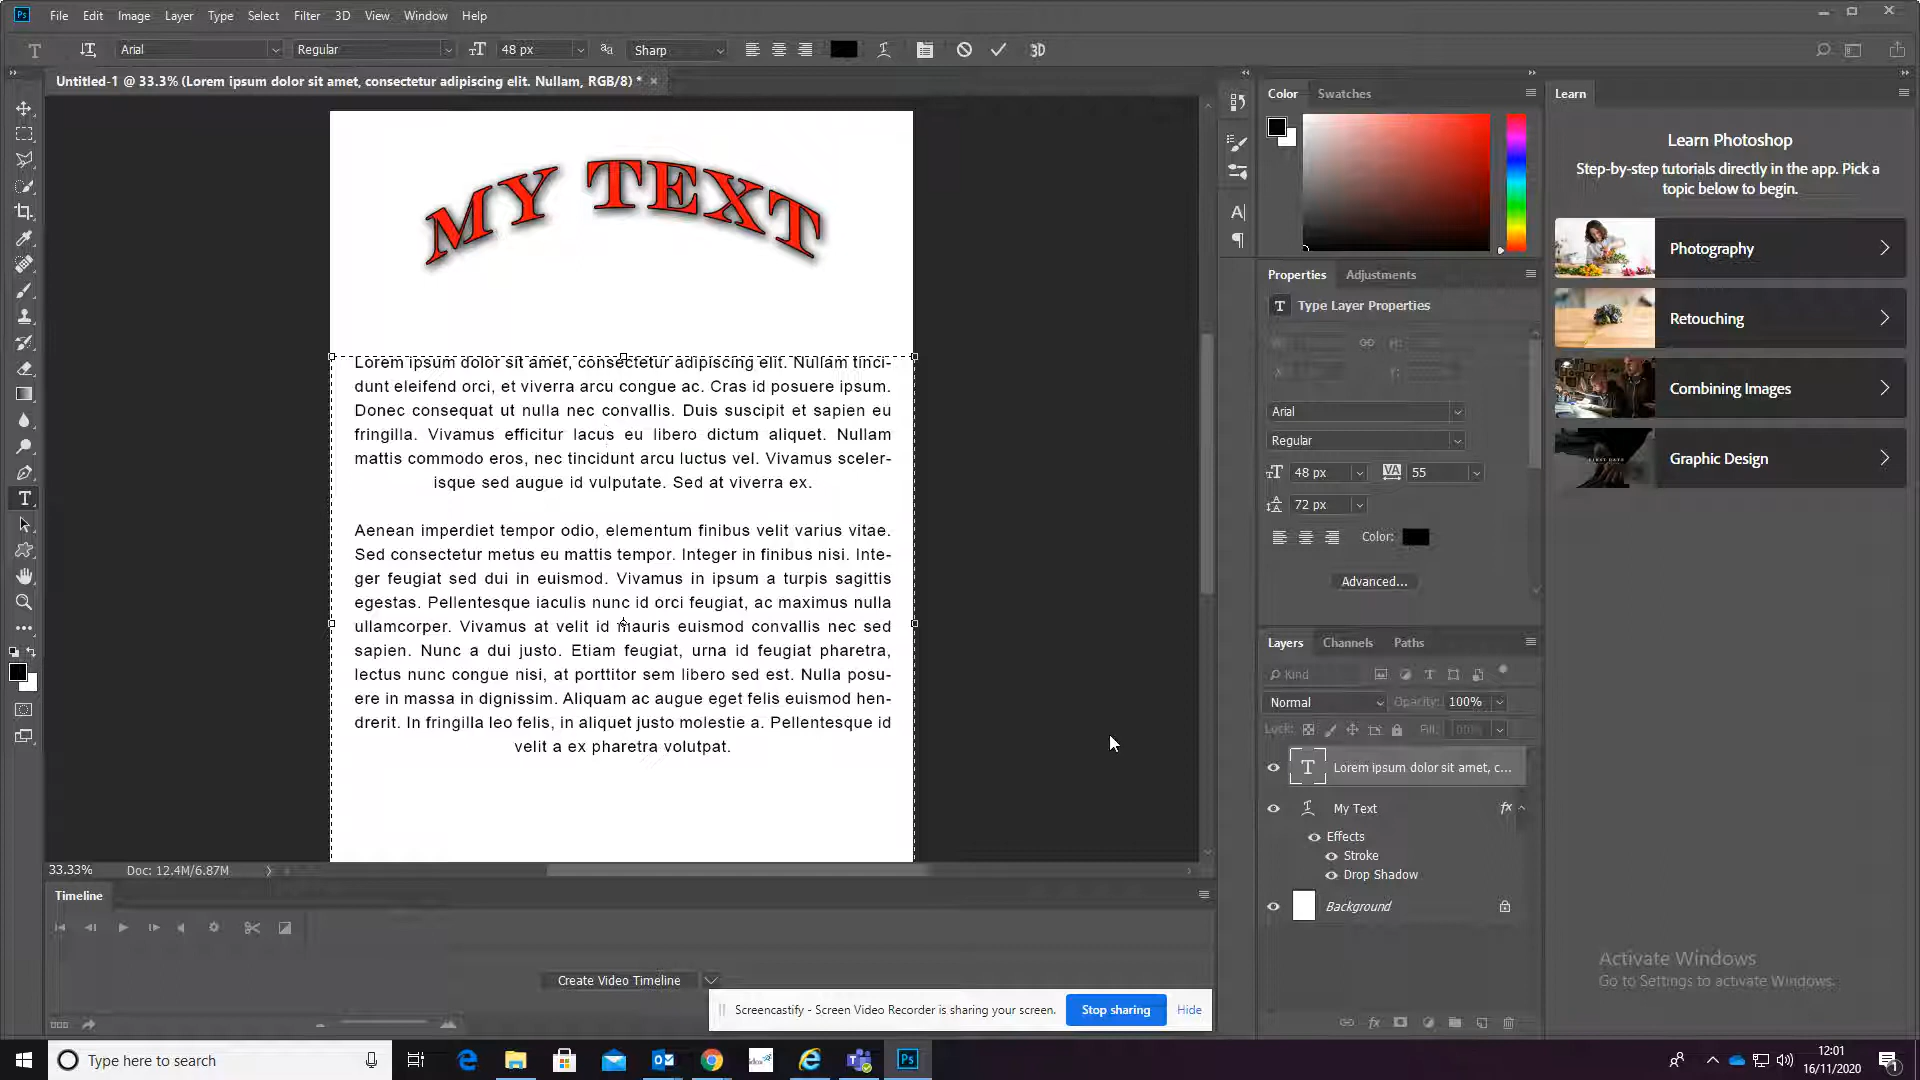 File Edit Image Layer Type Select Filter 3D View Window Help
Arial Regular 48 px Sharp 3D
Untitled-1 @ 33.3% (Lorem ipsum dolor sit amet, consectetur adipiscing elit. Nullam, RGB/8) *
MY TEXT
Lorem ipsum dolor sit amet, consectetur adipiscing elit. Nullam tinci-
dunt eleifend orci, et viverra arcu congue ac. Cras id posuere ipsum.
Donec consequat ut nulla nec convallis. Duis suscipit et sapien eu
fringilla. Vivamus efficitur lacus eu libero dictum aliquet. Nullam
mattis commodo eros, nec tincidunt arcu luctus vel. Vivamus sceler-
isque sed augue id vulputate. Sed at viverra ex.
Aenean imperdiet tempor odio, elementum finibus velit varius vitae.
Sed consectetur metus eu mattis tempor. Integer in finibus nisi. Inte-
ger feugiat sed dui in euismod. Vivamus in ipsum a turpis sagittis
egestas. Pellentesque iaculis nunc id orci feugiat, ac maximus nulla
ullamcorper. Vivamus at velit id mauris euismod convallis nec sed
sapien. Nunc a dui justo. Etiam feugiat, urna id feugiat pharetra,
lectus nunc congue nisi, at porttitor sem libero sed est. Nulla posu-
ere in massa in dignissim. Aliquam ac augue eget felis euismod hen-
drerit. In fringilla leo felis, in aliquet justo molestie a. Pellentesque id
velit a ex pharetra volutpat.
33.33% Doc: 12.4M/6.87M
Timeline
Create Video Timeline
Color Swatches
Properties Adjustments
Type Layer Properties
Arial
Regular
48 px 55
72 px
Color:
Advanced...
Layers Channels Paths
Kind
Normal Opacity: 100%
Lock: Fill: 100%
Lorem ipsum dolor sit amet, c...
My Text fx
Effects
Stroke
Drop Shadow
Background
Learn
Learn Photoshop
Step-by-step tutorials directly in the app. Pick a
topic below to begin.
Photography
Retouching
Combining Images
Graphic Design
Activate Windows
Go to Settings to activate Windows.
Screencastify - Screen Video Recorder is sharing your screen. Stop sharing Hide
Type here to search
12:01
16/11/2020